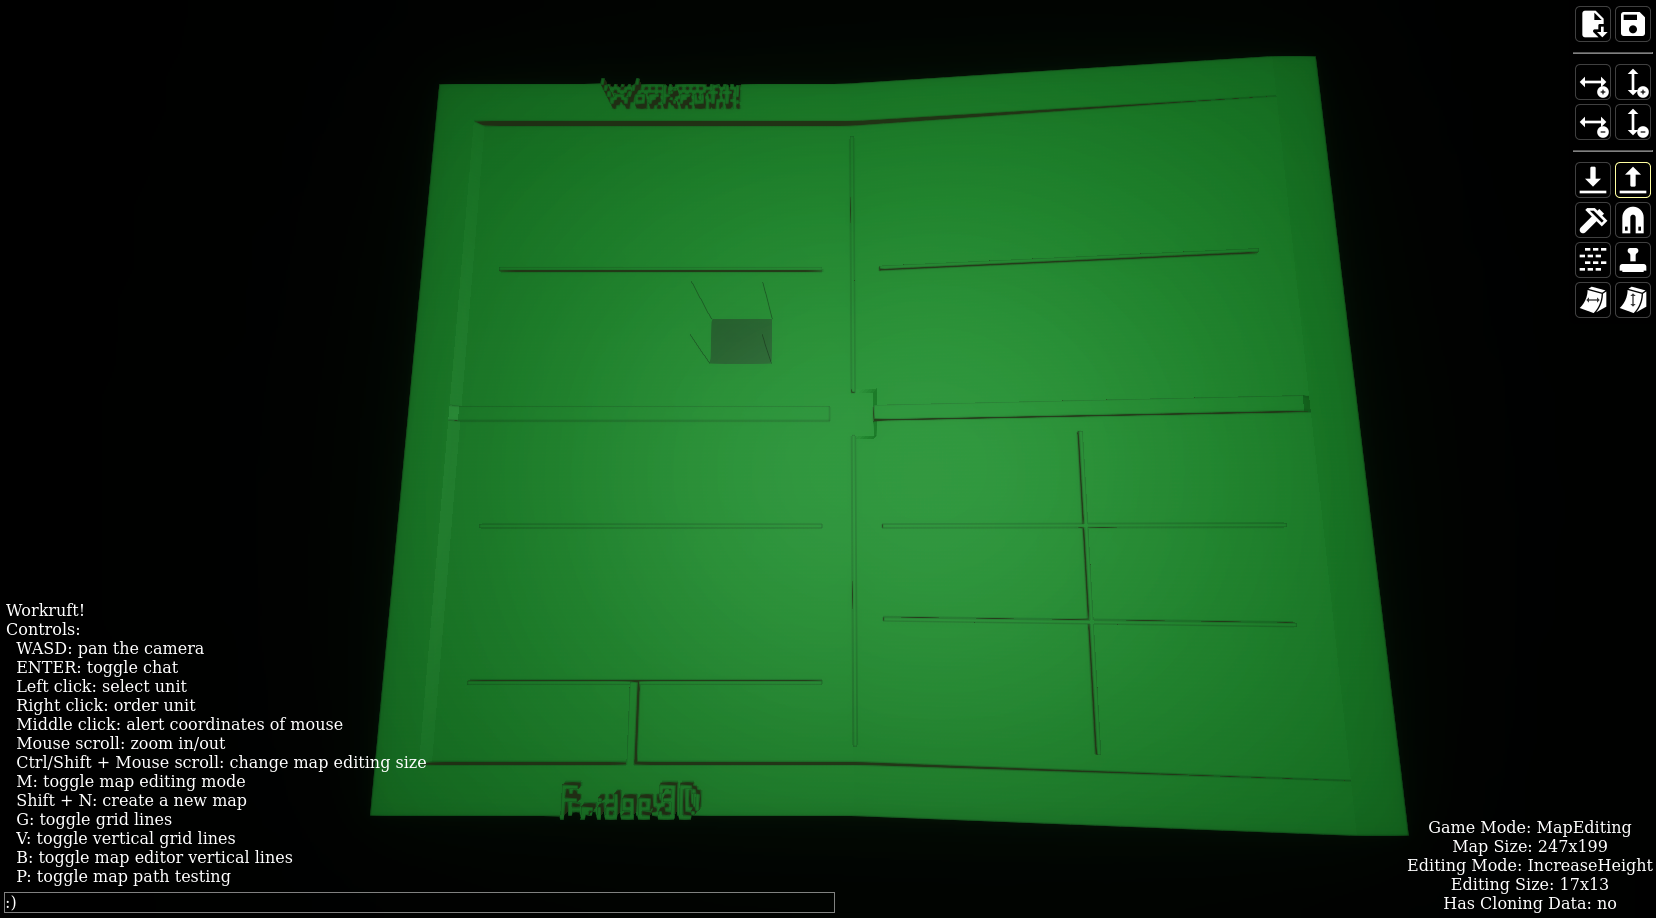 Workruft!
Fridge3D
Workruft!
Controls:
WASD: pan the camera
ENTER: toggle chat
Left click: select unit
Right click: order unit
Middle click: alert coordinates of mouse
Mouse scroll: zoom in/out
Ctrl/Shift + Mouse scroll: change map editing size
M: toggle map editing mode
Shift + N: create a new map
G: toggle grid lines
V: toggle vertical grid lines
B: toggle map editor vertical lines
P: toggle map path testing
:)
Game Mode: MapEditing
Map Size: 247x199
Editing Mode: IncreaseHeight
Editing Size: 17x13
Has Cloning Data: no